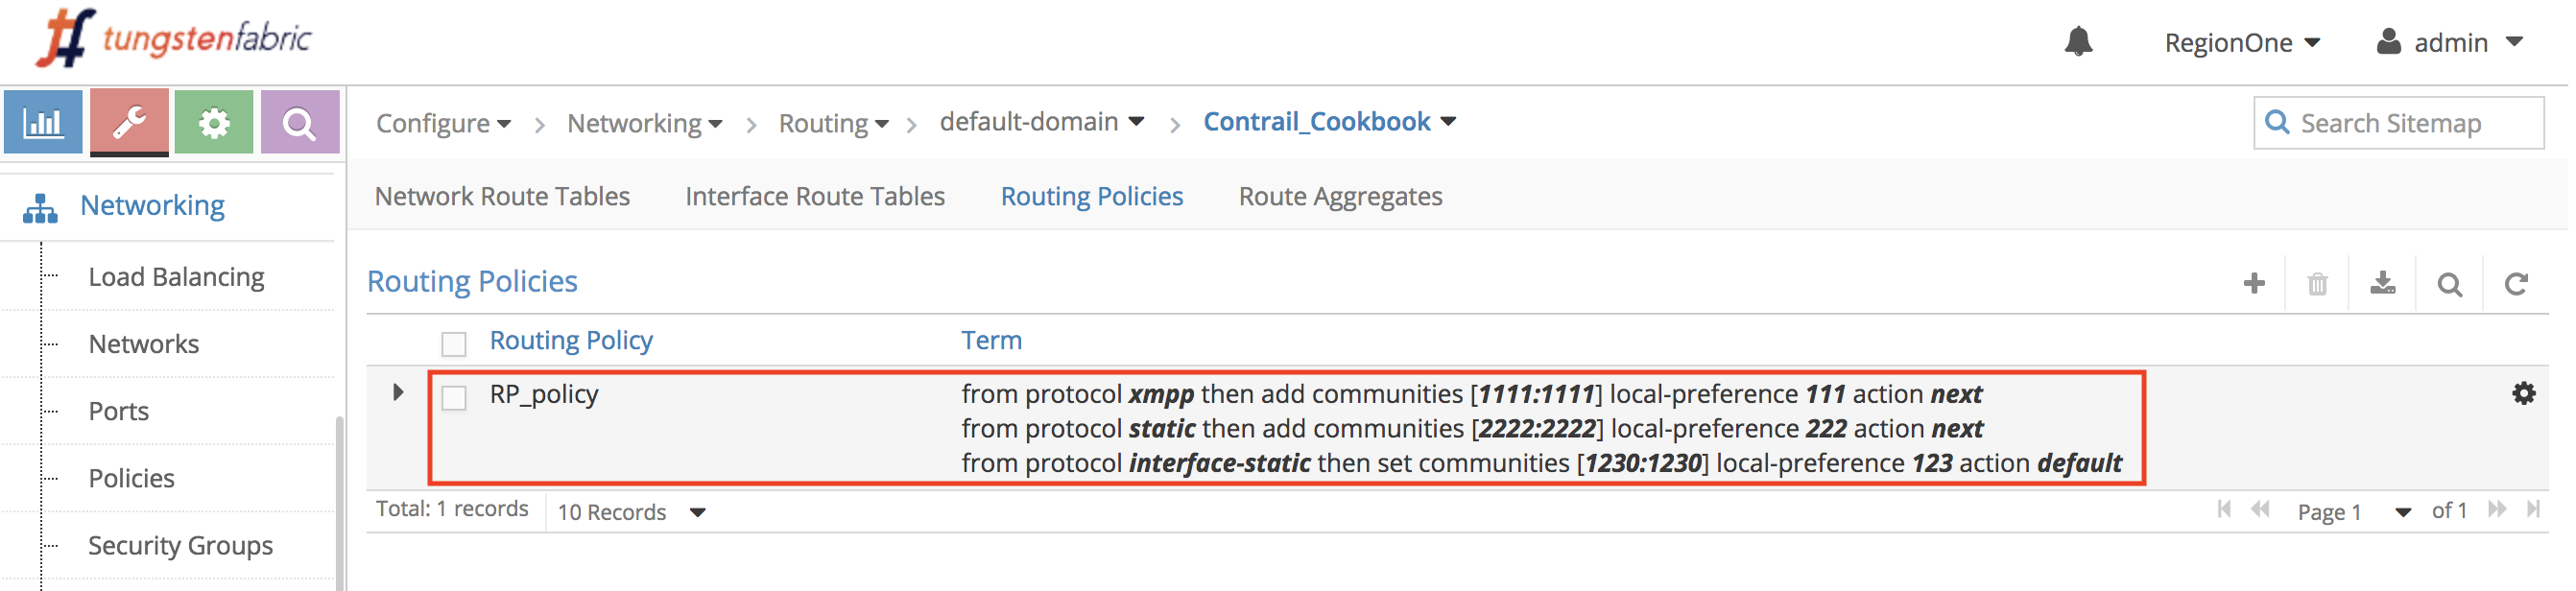 tungstenfabric
RegionOne
admin
Configure > Networking > Routing > default-domain > Contrail_Cookbook
Search Sitemap
Networking
Network Route Tables Interface Route Tables Routing Policies Route Aggregates
Load Balancing
Networks
Ports
Policies
Security Groups
Routing Policies
Routing Policy Term
RP_policy from protocol xmpp then add communities [1111:1111] local-preference 111 action next
from protocol static then add communities [2222:2222] local-preference 222 action next
from protocol interface-static then set communities [1230:1230] local-preference 123 action default
Total: 1 records 10 Records Page 1 of 1